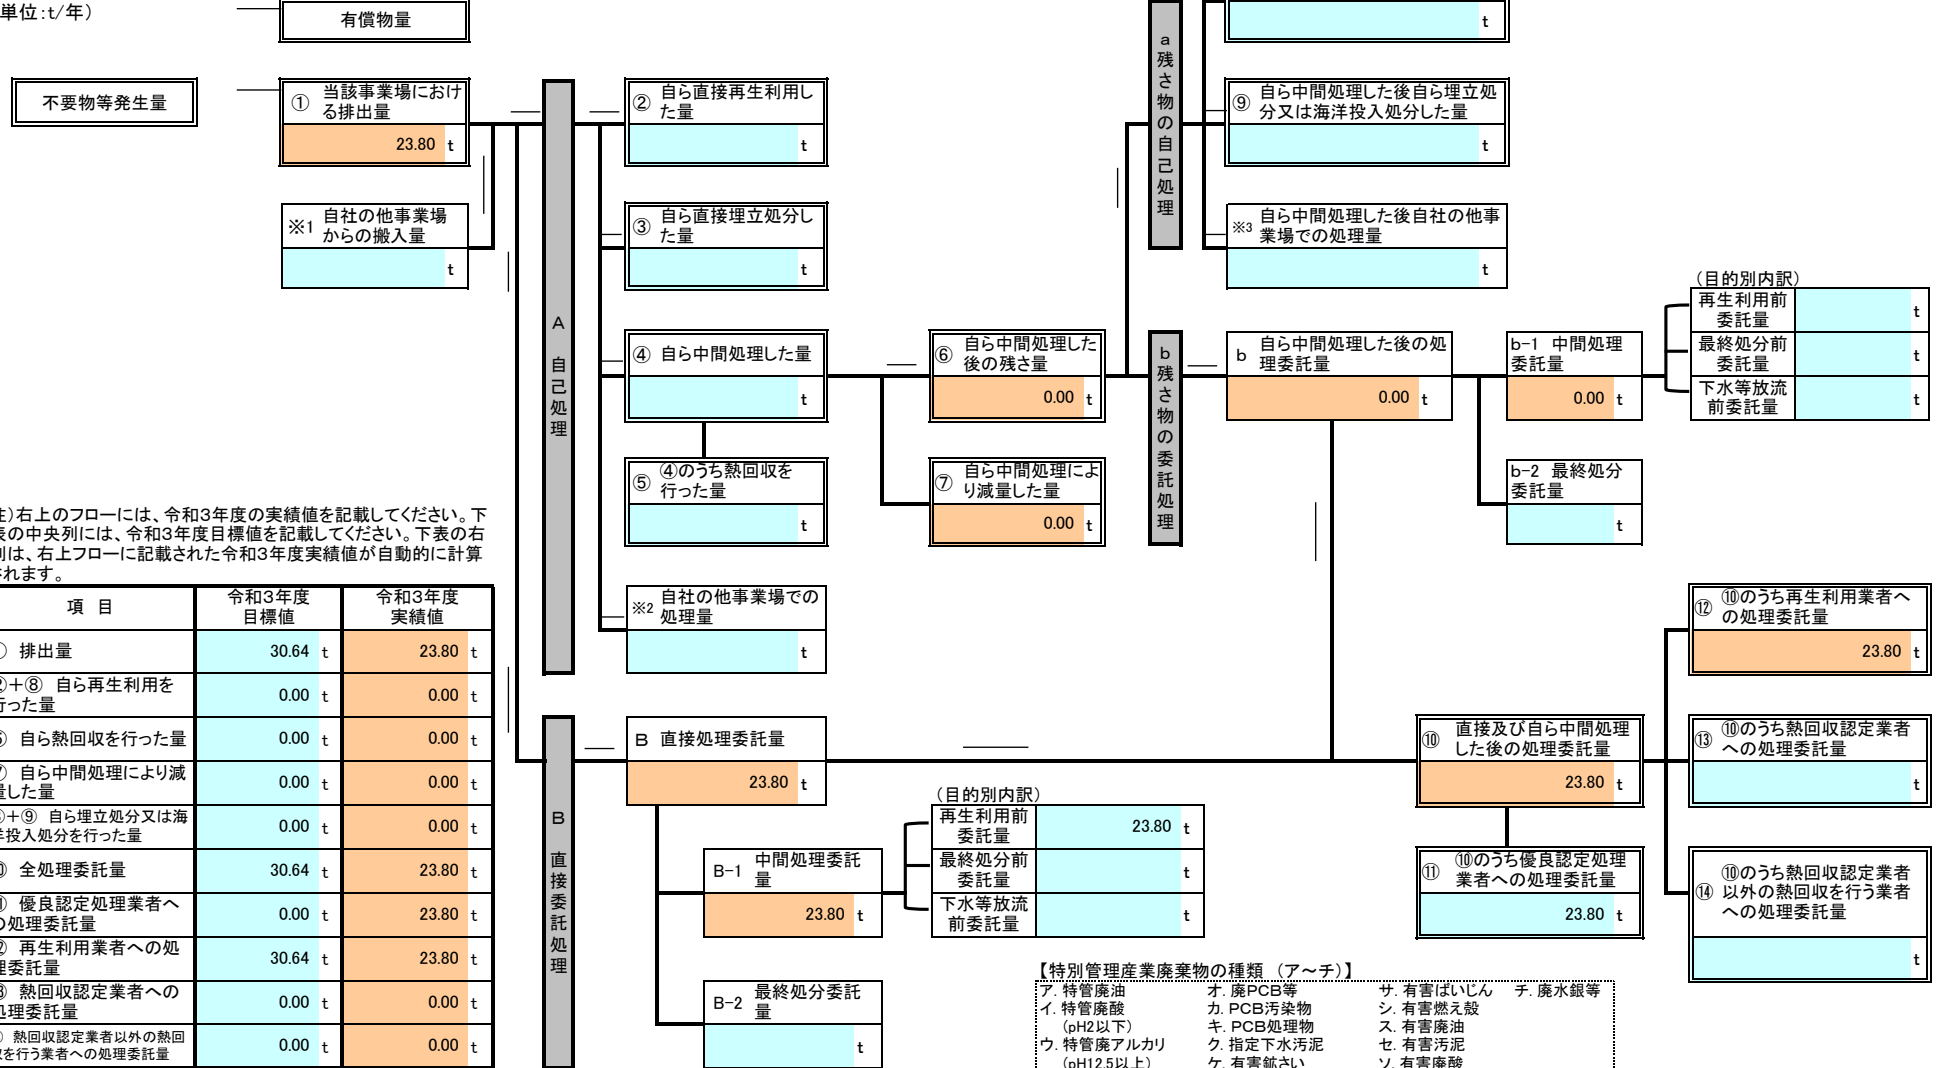 単位:t/年)
有償物量
不要物等発生量
① 当該事業場におけ
る排出量
23.80 t
※1 自社の他事業場
からの搬入量
t
A 自己処理
② 自ら直接再生利用し
た量
t
③ 自ら直接埋立処分し
た量
t
④ 自ら中間処理した量
t
⑤ ④のうち熱回収を
行った量
t
※2 自社の他事業場での
処理量
t
⑥ 自ら中間処理した
後の残さ量
0.00 t
⑦ 自ら中間処理によ
り減量した量
0.00 t
a 残さ物の自己処理
t
⑨ 自ら中間処理した後自ら埋立処
分又は海洋投入処分した量
t
※3 自ら中間処理した後自社の他事
業場での処理量
t
b 残さ物の委託処理
b 自ら中間処理した後の処
理委託量
0.00 t
b-1 中間処理
委託量
0.00 t
(目的別内訳)
再生利用前
委託量
t
最終処分前
委託量
t
下水等放流
前委託量
t
b-2 最終処分
委託量
t
)右上のフローには、令和3年度の実績値を記載してください。下
の中央列には、令和3年度目標値を記載してください。下表の右
は、右上フローに記載された令和3年度実績値が自動的に計算
れます。
項 目 令和3年度
目標値 令和3年度
実績値
排出量 30.64 t 23.80 t
+⑧ 自ら再生利用を
った量 0.00 t 0.00 t
自ら熱回収を行った量 0.00 t 0.00 t
自ら中間処理により減
した量 0.00 t 0.00 t
+⑨ 自ら埋立処分又は海
投入処分を行った量 0.00 t 0.00 t
全処理委託量 30.64 t 23.80 t
優良認定処理業者へ
の処理委託量 0.00 t 23.80 t
再生利用業者への処
理委託量 30.64 t 23.80 t
熱回収認定業者への
処理委託量 0.00 t 0.00 t
熱回収認定業者以外の熱回
を行う業者への処理委託量 0.00 t 0.00 t
B 直接委託処理
B 直接処理委託量
23.80 t
B-1 中間処理委託
量
23.80 t
(目的別内訳)
再生利用前
委託量
23.80 t
最終処分前
委託量
t
下水等放流
前委託量
t
B-2 最終処分委託
量
t
⑩ 直接及び自ら中間処理
した後の処理委託量
23.80 t
⑪ ⑩のうち優良認定処理
業者への処理委託量
23.80 t
⑫ ⑩のうち再生利用業者へ
の処理委託量
23.80 t
⑬ ⑩のうち熱回収認定業者
への処理委託量
t
⑭ ⑩のうち熱回収認定業者
以外の熱回収を行う業者
への処理委託量
t
【特別管理産業廃棄物の種類 (ア~チ)】
ア. 特管廃油 オ. 廃PCB等 サ. 有害ばいじん チ. 廃水銀等
イ. 特管廃酸 カ. PCB汚染物 シ. 有害燃え殻
(pH2以下) キ. PCB処理物 ス. 有害廃油
ウ. 特管廃アルカリ ク. 指定下水汚泥 セ. 有害汚泥
(pH12.5以上) ケ. 有害鉱さい ソ. 有害廃酸